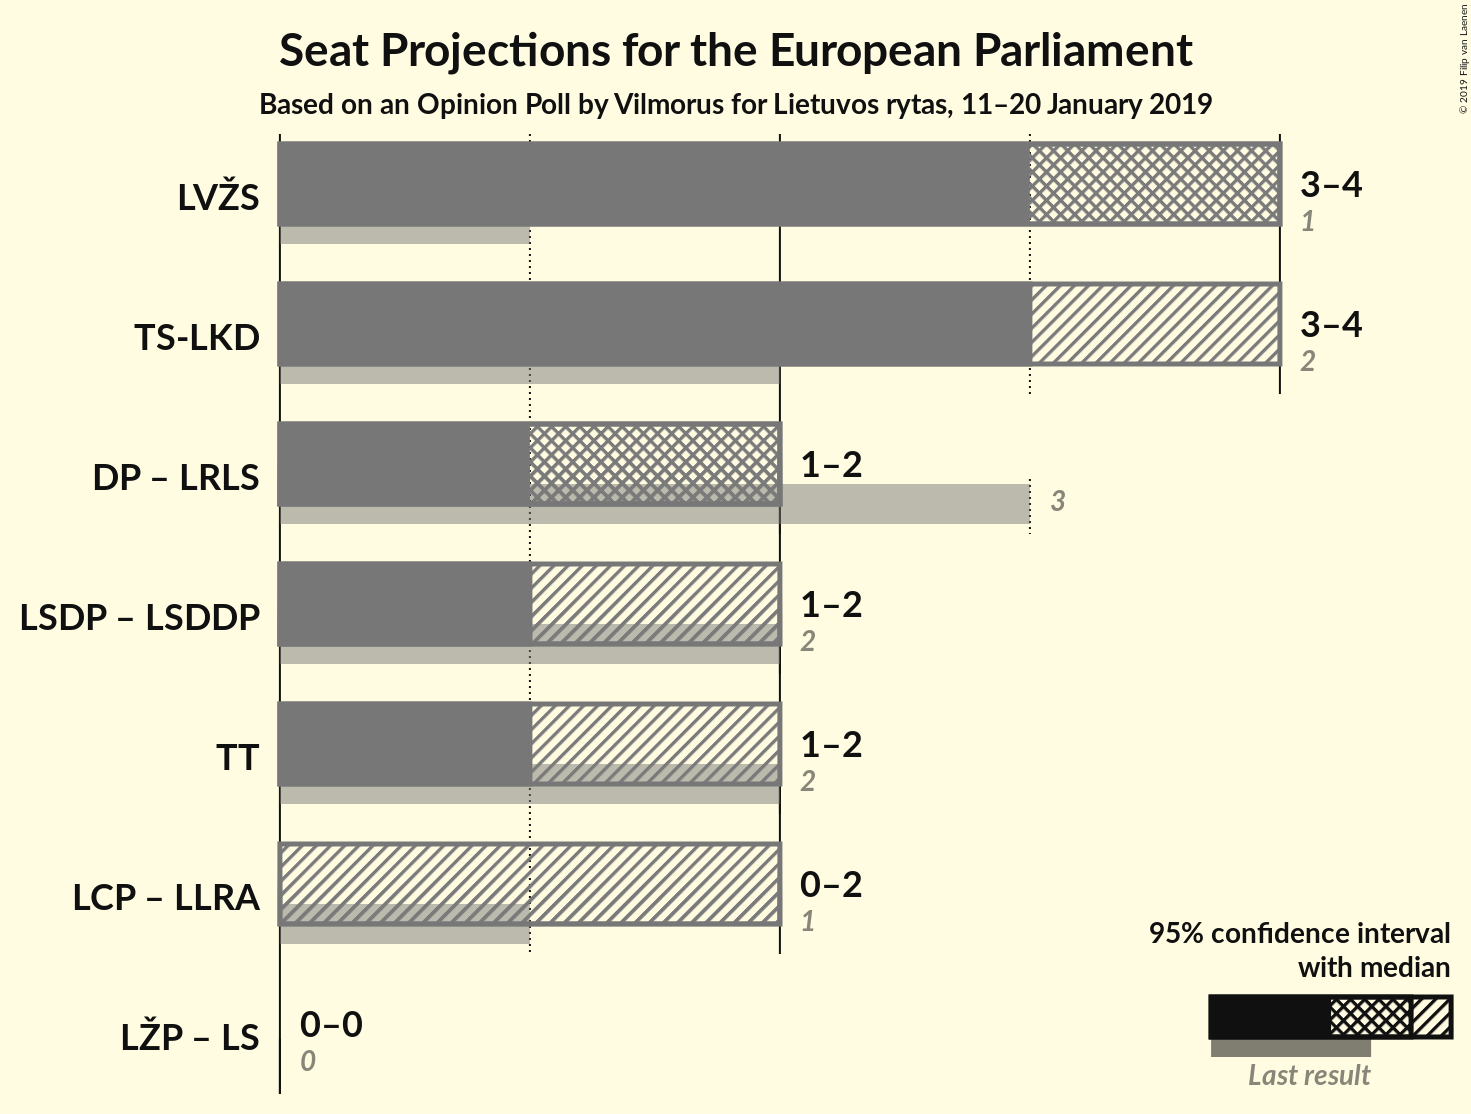 Seat Projections for the European Parliament
Based on an Opinion Poll by Vilmorus for Lietuvos rytas, 11–20 January 2019
© 2019 Filip van Laenen
LVŽS
3–4
1
TS-LKD
3–4
2
DP – LRLS
1–2
3
LSDP – LSDDP
1–2
2
TT
1–2
2
LCP – LLRA
0–2
1
LŽP – LS
0–0
0
95% confidence interval
with median
Last result